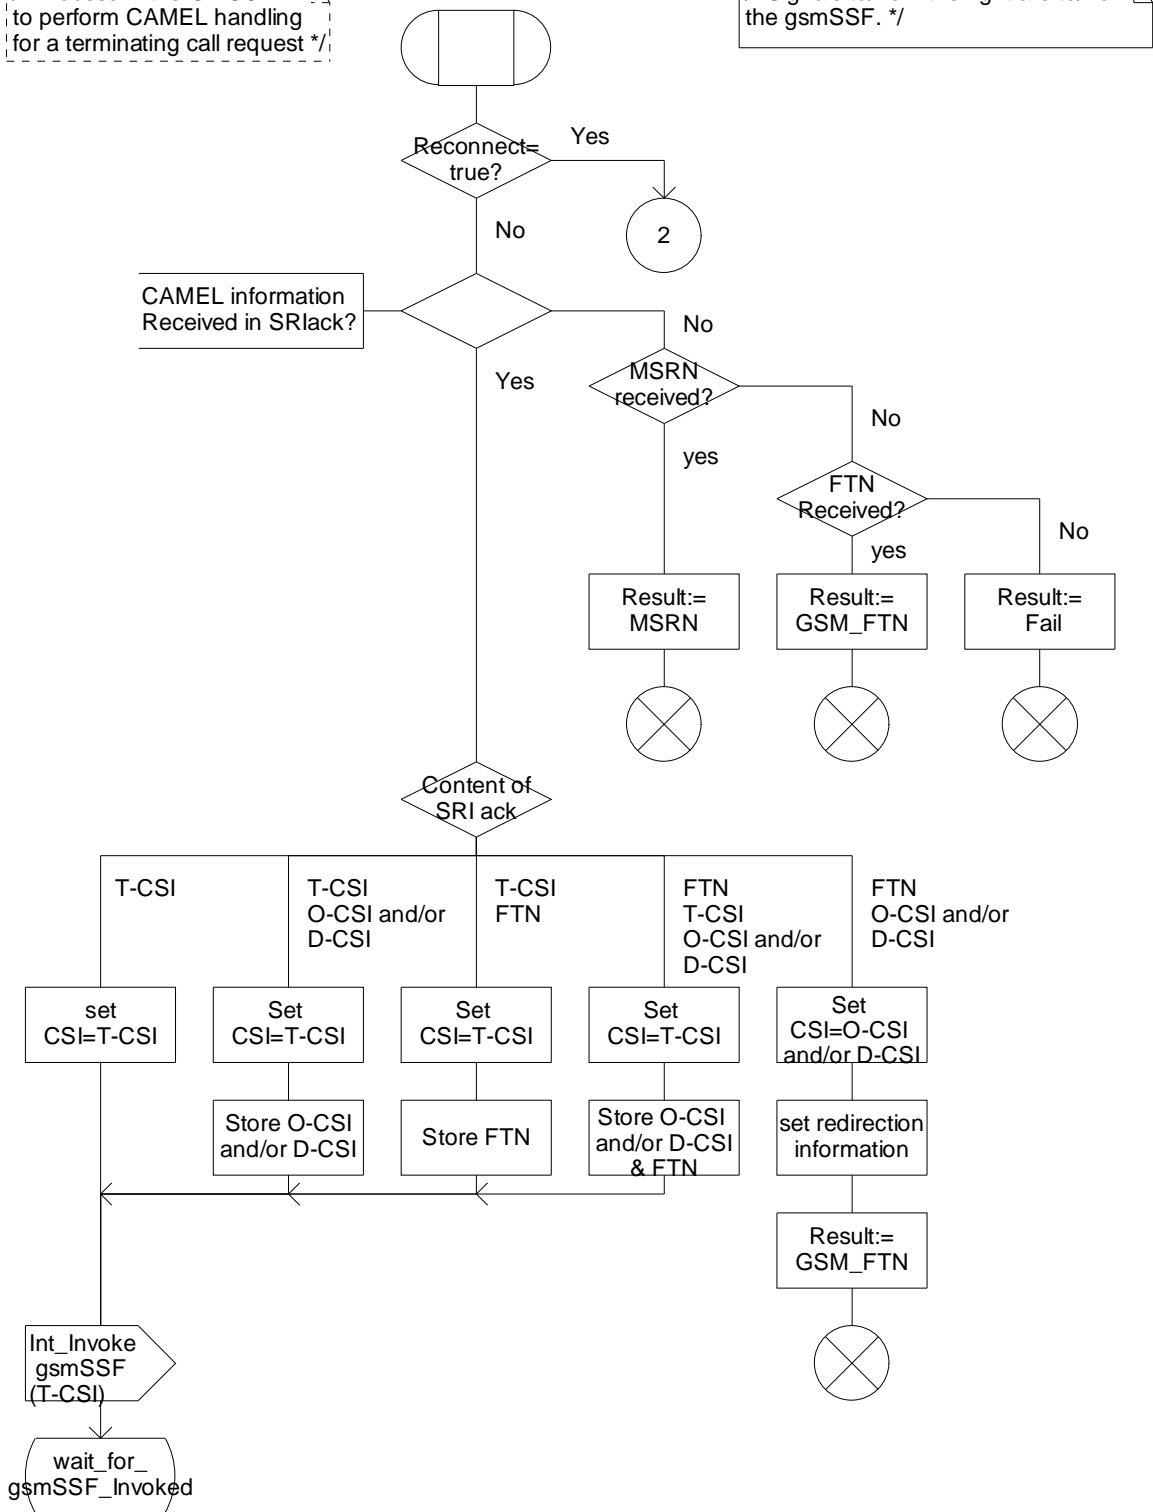 to perform CAMEL handling
for a terminating call request */
the gsmSSF. */
Reconnect=
true?
Yes
No
2
CAMEL information
Received in SRIack?
No
Yes
MSRN
received?
No
yes
FTN
Received?
No
yes
Result:=
MSRN
Result:=
GSM_FTN
Result:=
Fail
Content of
SRI ack
T-CSI
T-CSI
O-CSI and/or
D-CSI
T-CSI
FTN
FTN
T-CSI
O-CSI and/or
D-CSI
FTN
O-CSI and/or
D-CSI
set
CSI=T-CSI
Set
CSI=T-CSI
Set
CSI=T-CSI
Set
CSI=T-CSI
Set
CSI=O-CSI
and/or D-CSI
Store O-CSI
and/or D-CSI
Store FTN
Store O-CSI
and/or D-CSI
& FTN
set redirection
information
Result:=
GSM_FTN
Int_Invoke
gsmSSF
(T-CSI)
wait_for_
gsmSSF_Invoked